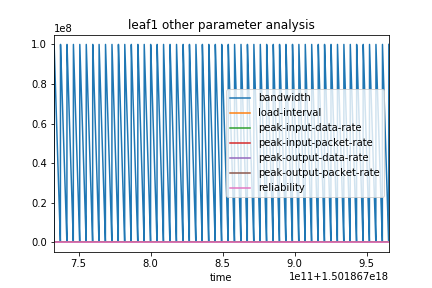 leaf1 other parameter analysis
1e8
1.0
0.8
0.6
0.4
0.2
0.0
bandwidth
load-interval
peak-input-data-rate
peak-input-packet-rate
peak-output-data-rate
peak-output-packet-rate
reliability
7.5 8.0 8.5 9.0 9.5
time
1e11+1.501867e18